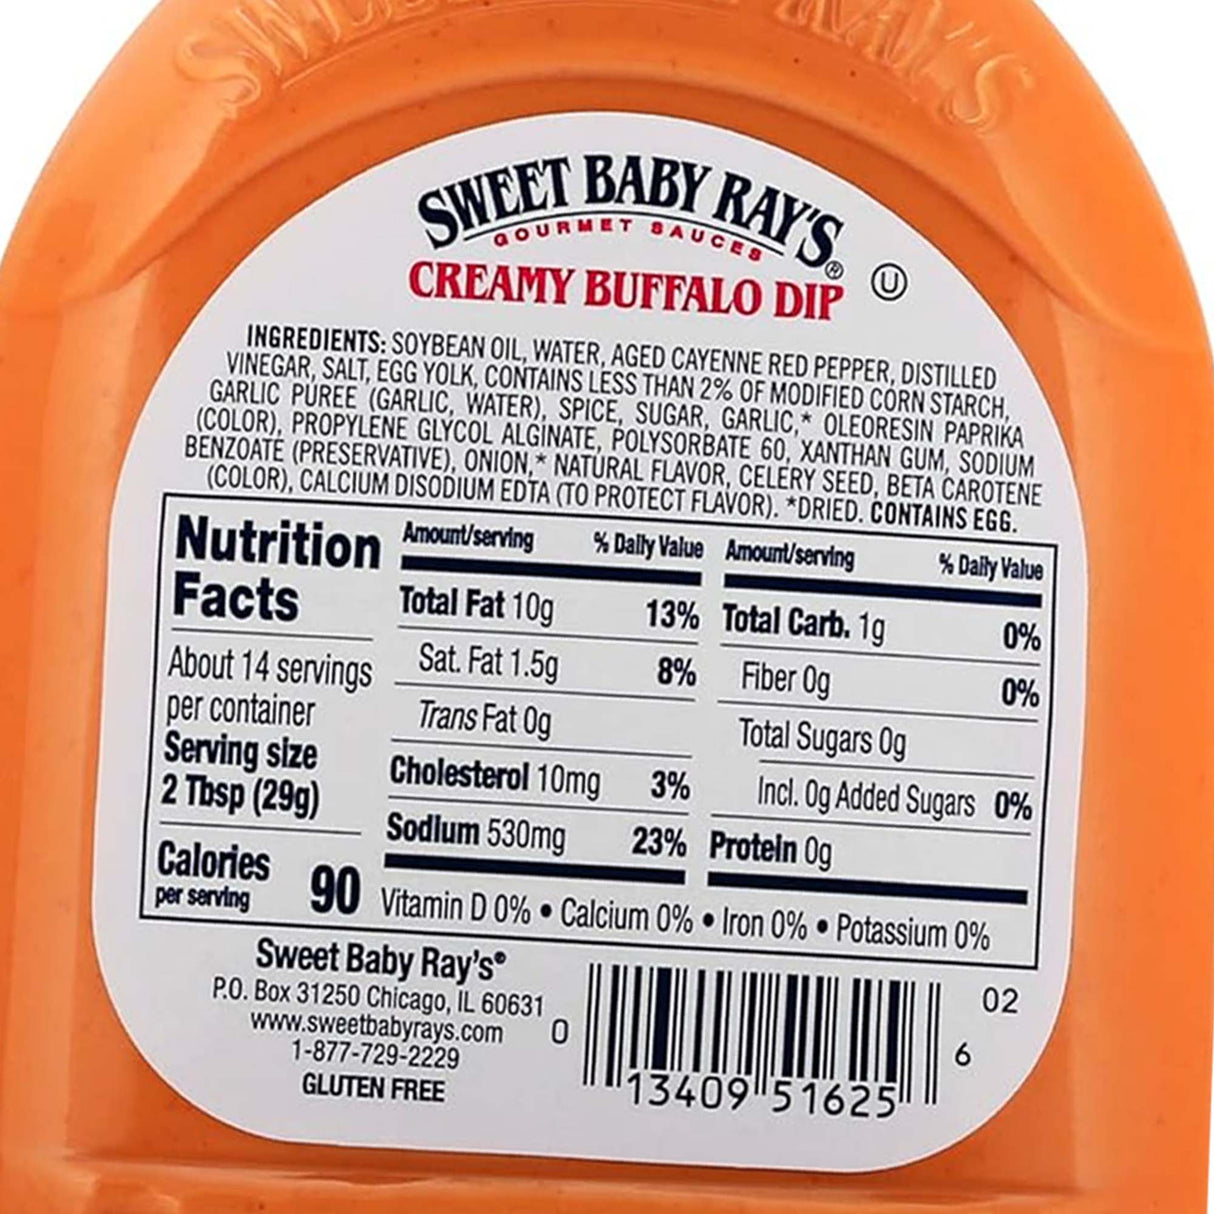 SWEET BABY RAY'S
SWEET BABY RAY'S®
GOURMET SAUCES
CREAMY BUFFALO DIP U
INGREDIENTS: SOYBEAN OIL, WATER, AGED CAYENNE RED PEPPER, DISTILLED
VINEGAR, SALT, EGG YOLK, CONTAINS LESS THAN 2% OF MODIFIED CORN STARCH,
GARLIC PUREE (GARLIC, WATER), SPICE, SUGAR, GARLIC,* OLEORESIN PAPRIKA
(COLOR), PROPYLENE GLYCOL ALGINATE, POLYSORBATE 60, XANTHAN GUM, SODIUM
BENZOATE (PRESERVATIVE), ONION,* NATURAL FLAVOR, CELERY SEED, BETA CAROTENE
(COLOR), CALCIUM DISODIUM EDTA (TO PROTECT FLAVOR). *DRIED. CONTAINS EGG.
Nutrition
Facts
About 14 servings
per container
Serving size
2 Tbsp (29g)
Calories
per serving 90
Amount/serving % Daily Value
Total Fat 10g 13%
Sat. Fat 1.5g 8%
Trans Fat 0g
Cholesterol 10mg 3%
Sodium 530mg 23%
Amount/serving % Daily Value
Total Carb. 1g 0%
Fiber 0g 0%
Total Sugars 0g
Incl. 0g Added Sugars 0%
Protein 0g
Vitamin D 0% • Calcium 0% • Iron 0% • Potassium 0%
Sweet Baby Ray's®
P.O. Box 31250 Chicago, IL 60631
www.sweetbabyrays.com
1-877-729-2229
GLUTEN FREE
02
0 13409 51625 6